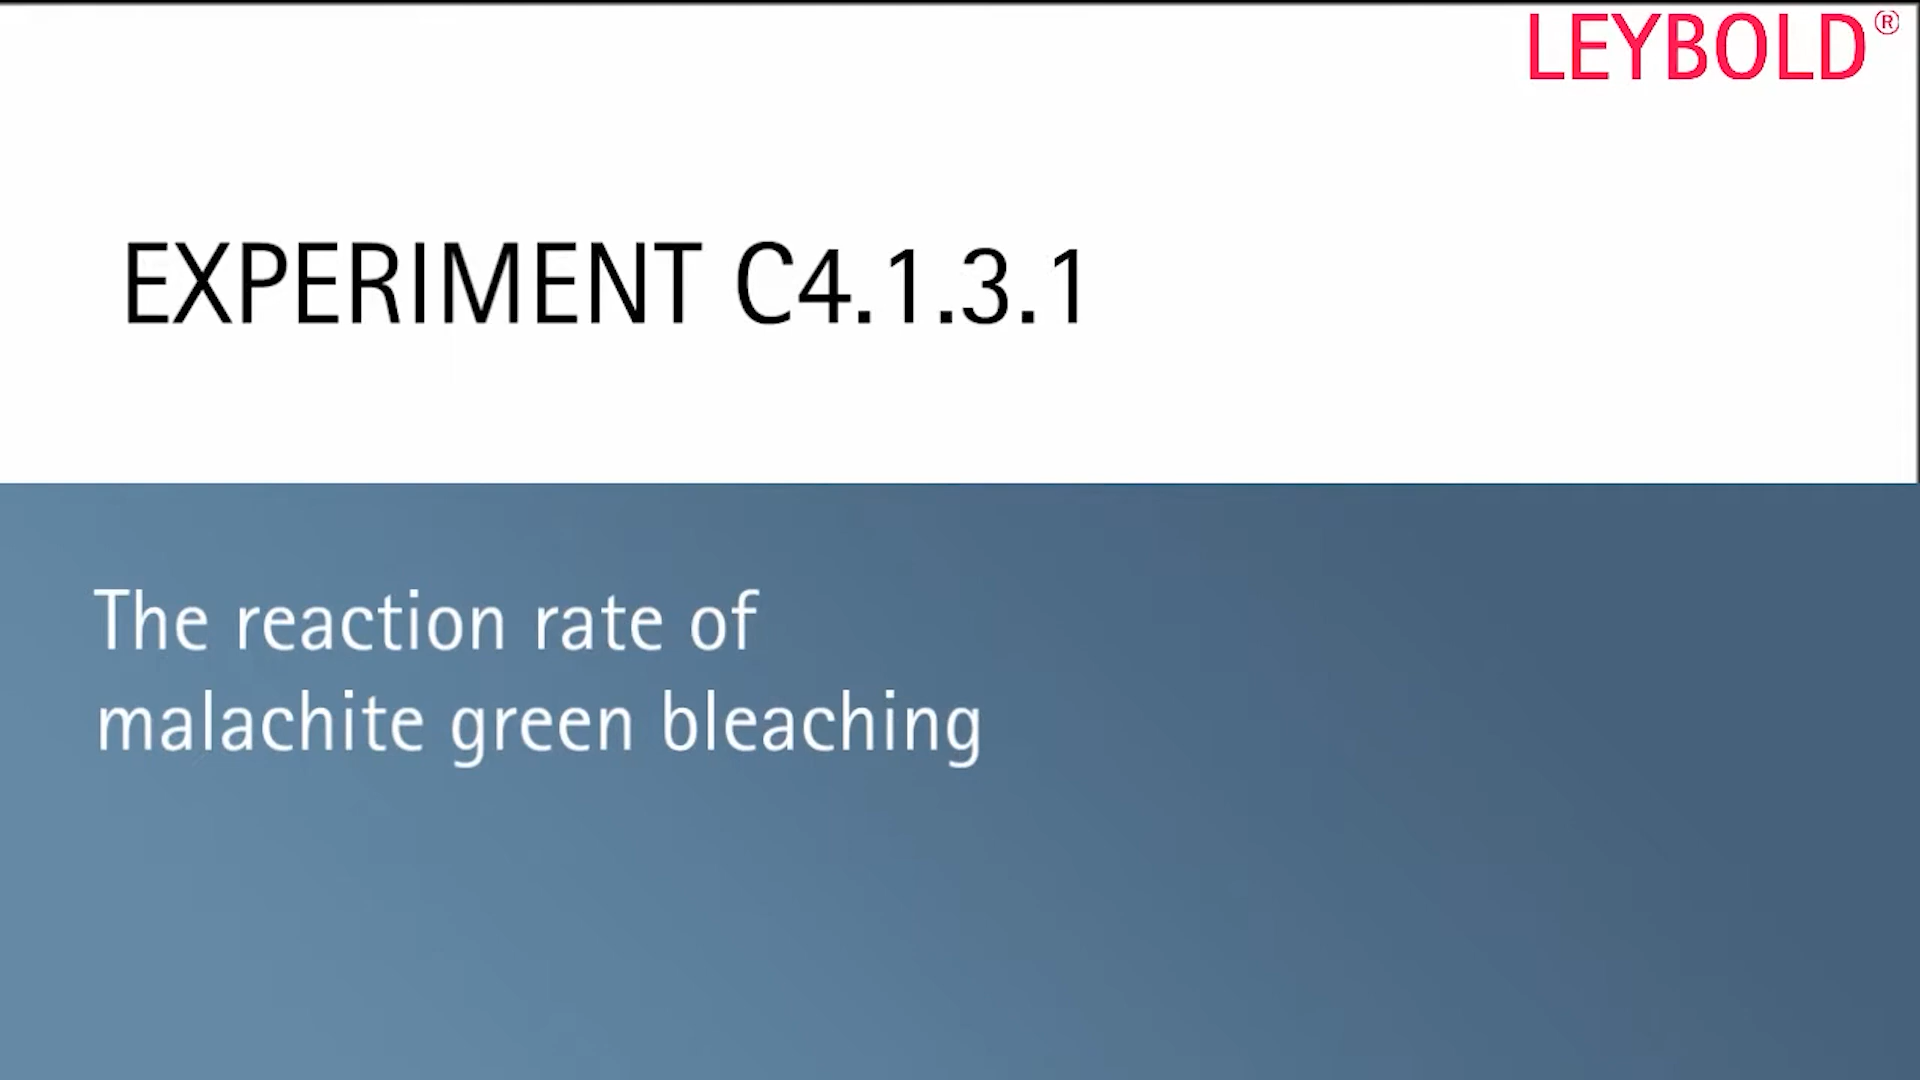 LEYBOLD®
EXPERIMENT C4.1.3.1
The reaction rate of
malachite green bleaching